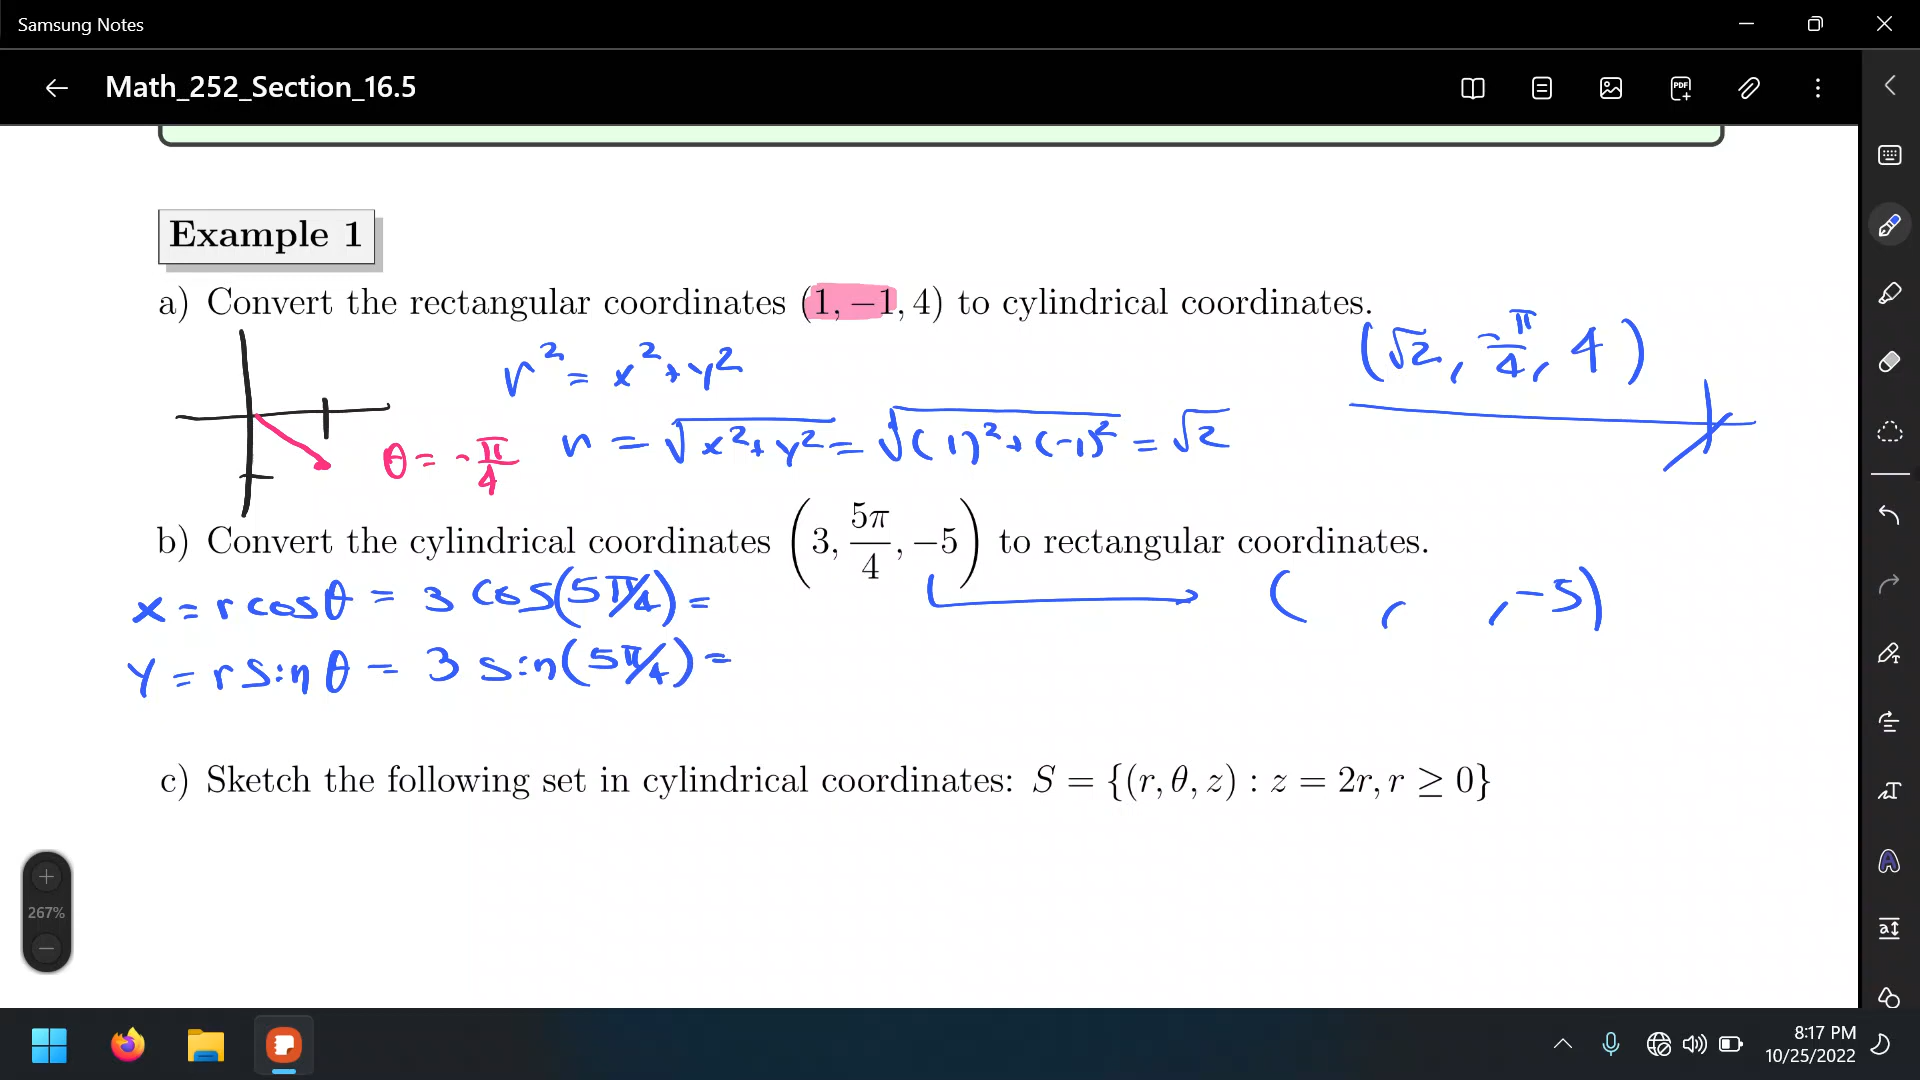 Samsung Notes
Math_252_Section_16.5
Example 1
a) Convert the rectangular coordinates (1, −1, 4) to cylindrical coordinates.
r² = x² + y²
(√2, -π/4, 4)
θ = -π/4
r = √(x² + y²) = √((1)² + (-1)²) = √2
b) Convert the cylindrical coordinates (3, 5π/4, −5) to rectangular coordinates.
x = r cosθ = 3 cos(5π/4) =
( , , -5)
y = r sinθ = 3 sin(5π/4) =
c) Sketch the following set in cylindrical coordinates: S = {(r, θ, z) : z = 2r, r ≥ 0}
267%
8:17 PM
10/25/2022